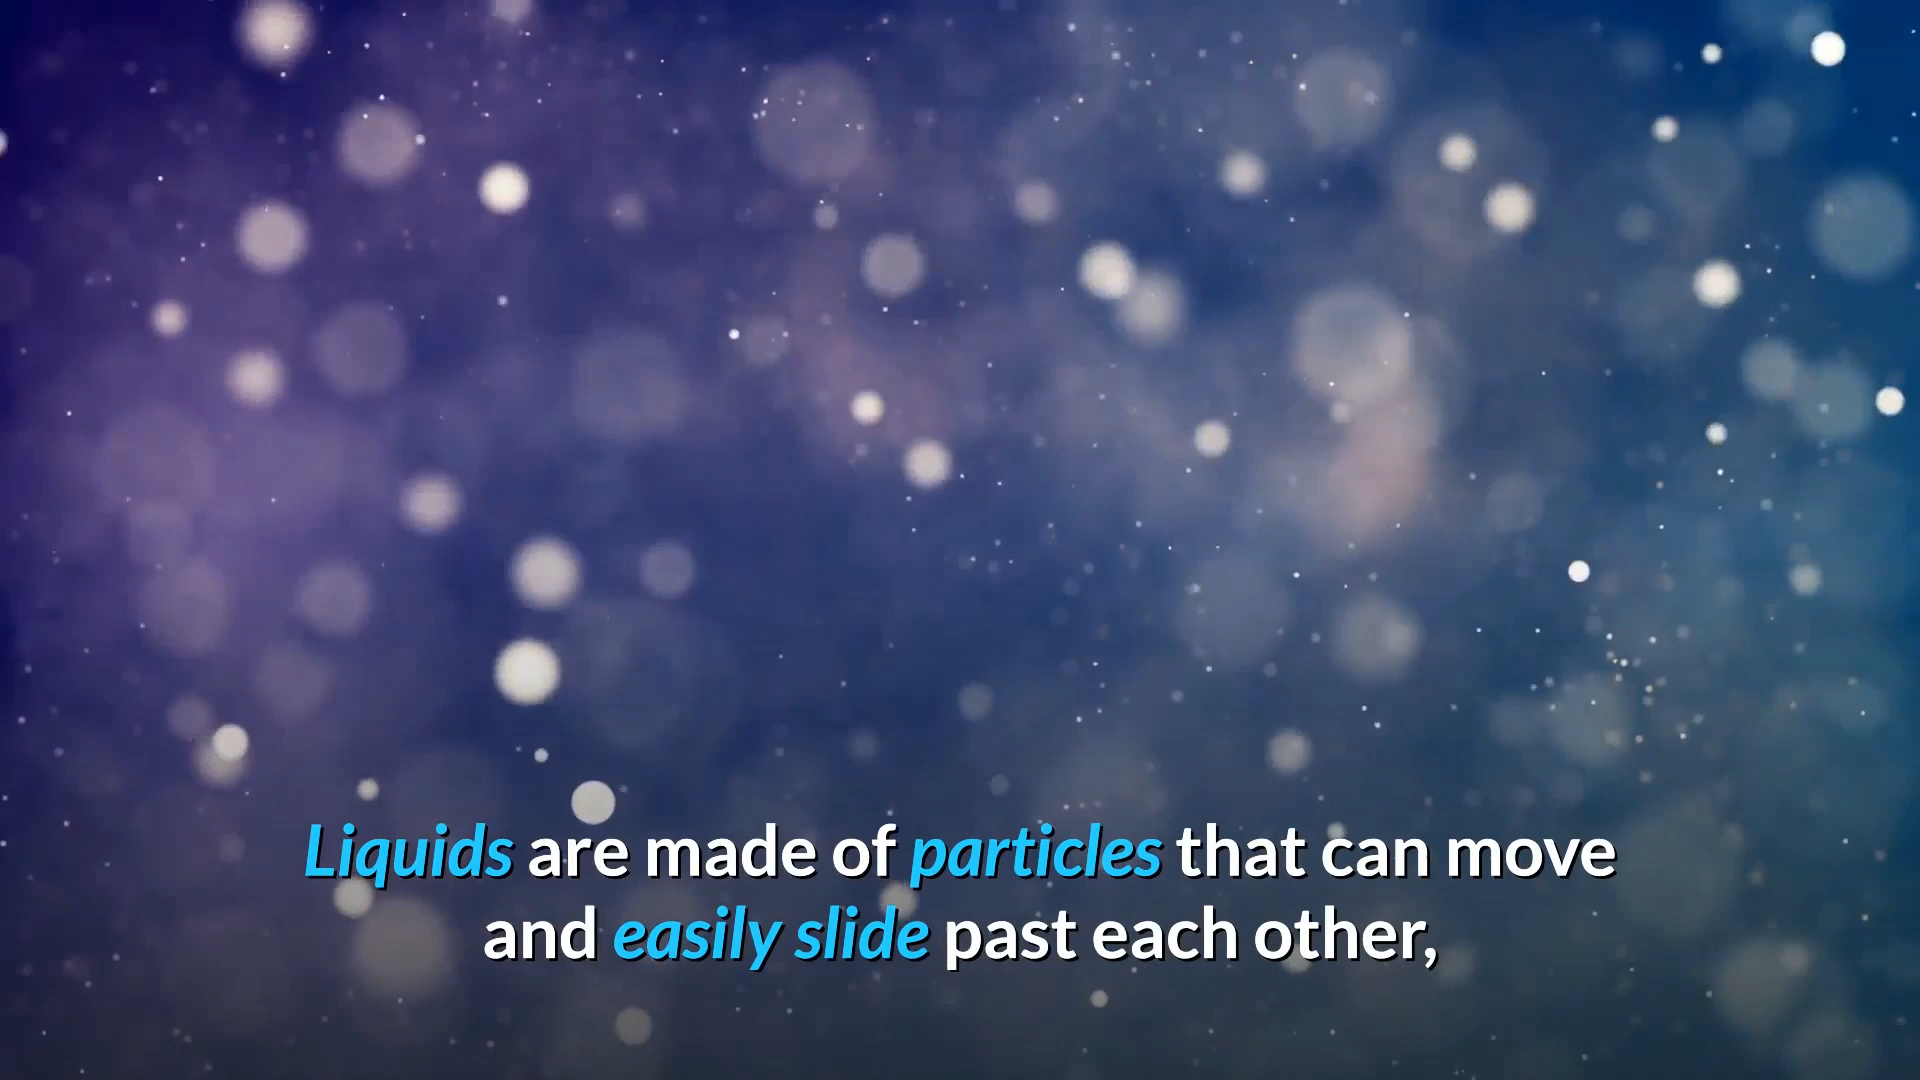 Liquids are made of particles that can move
and easily slide past each other,